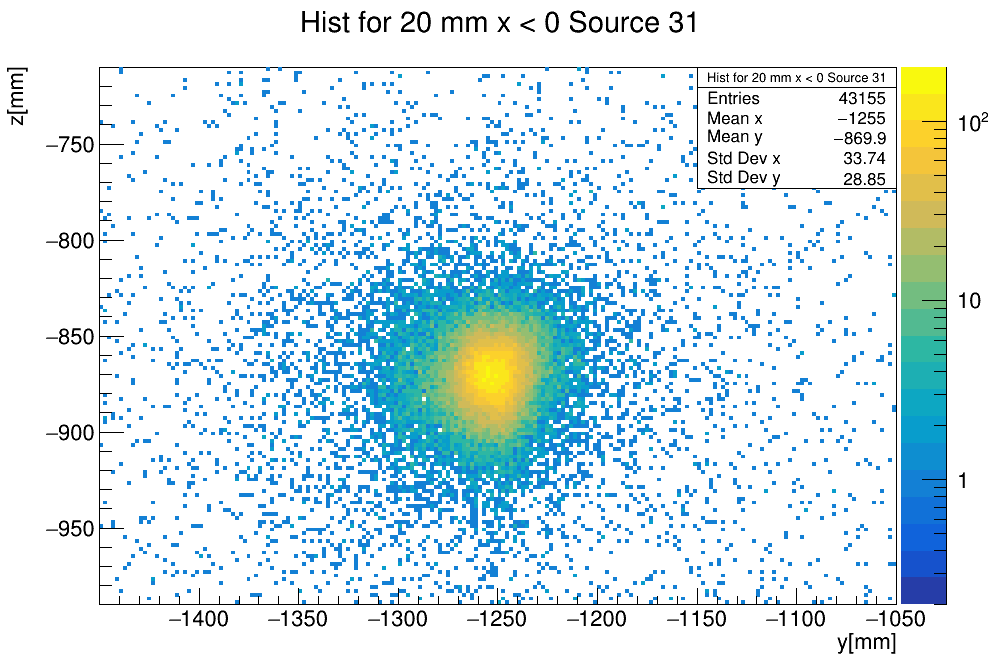 Hist for 20 mm x < 0 Source 31
z[mm]
Hist for 20 mm x < 0 Source 31
Entries 43155
Mean x −1255
Mean y −869.9
Std Dev x 33.74
Std Dev y 28.85
10²
10
1
−750
−800
−850
−900
−950
−1400 −1350 −1300 −1250 −1200 −1150 −1100 −1050
y[mm]